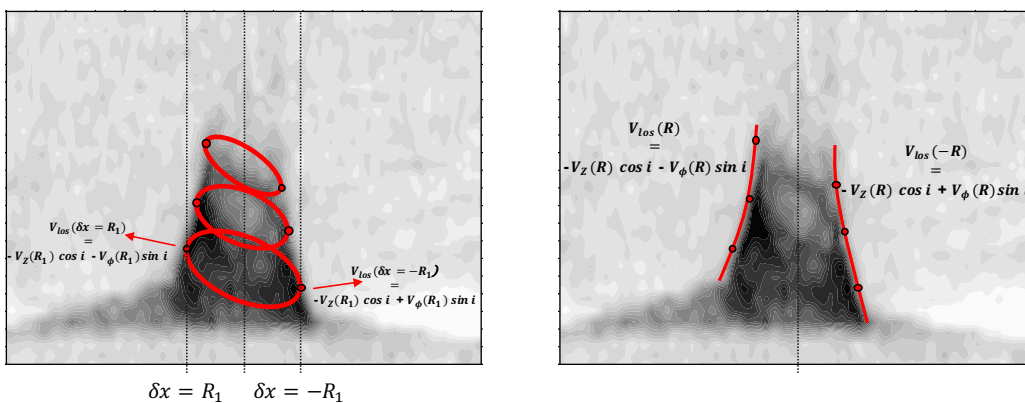 V_los(δx = R_1)
=
-V_Z(R_1) cos i - V_ϕ(R_1) sin i
V_los(δx = -R_1)
=
-V_Z(R_1) cos i + V_ϕ(R_1) sin i
δx = R_1
δx = -R_1
V_los(R)
=
-V_Z(R) cos i - V_ϕ(R) sin i
V_los(-R)
=
-V_Z(R) cos i + V_ϕ(R) sin i